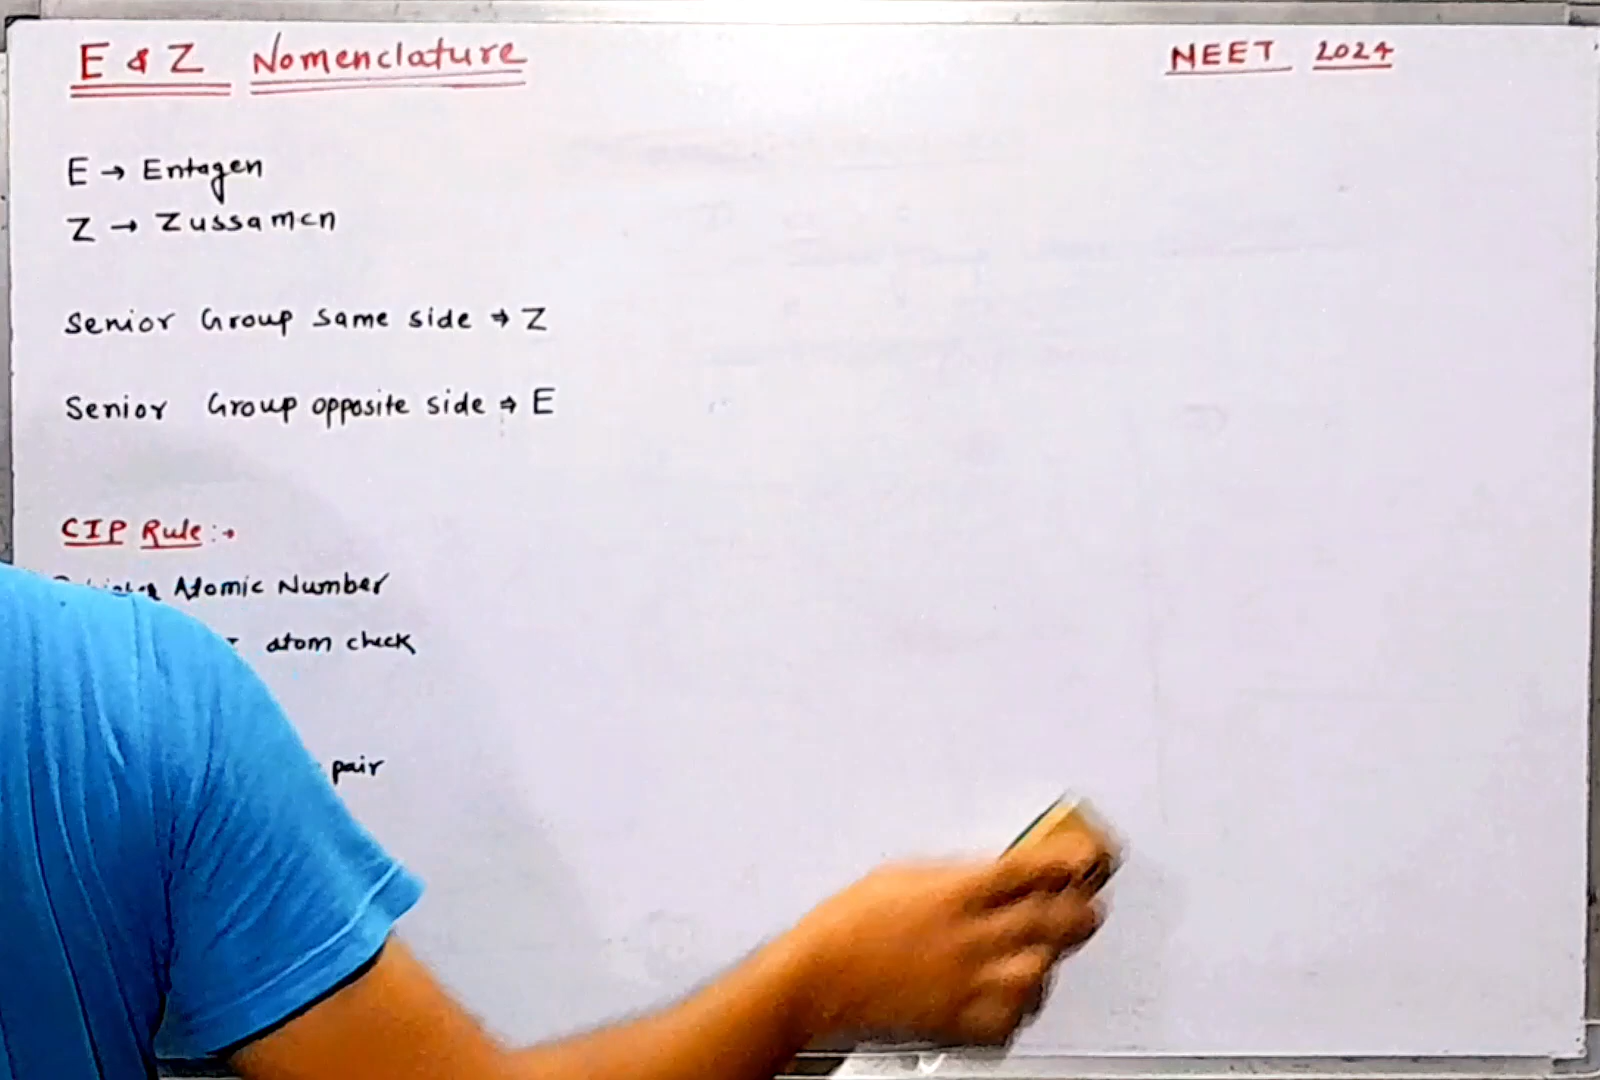 E & Z Nomenclature
NEET 2024
E → Entagen
Z → Zussamen
Senior Group same side ⇒ Z
Senior Group opposite side ⇒ E
CIP Rule:→
Atomic Number
atom check
pair